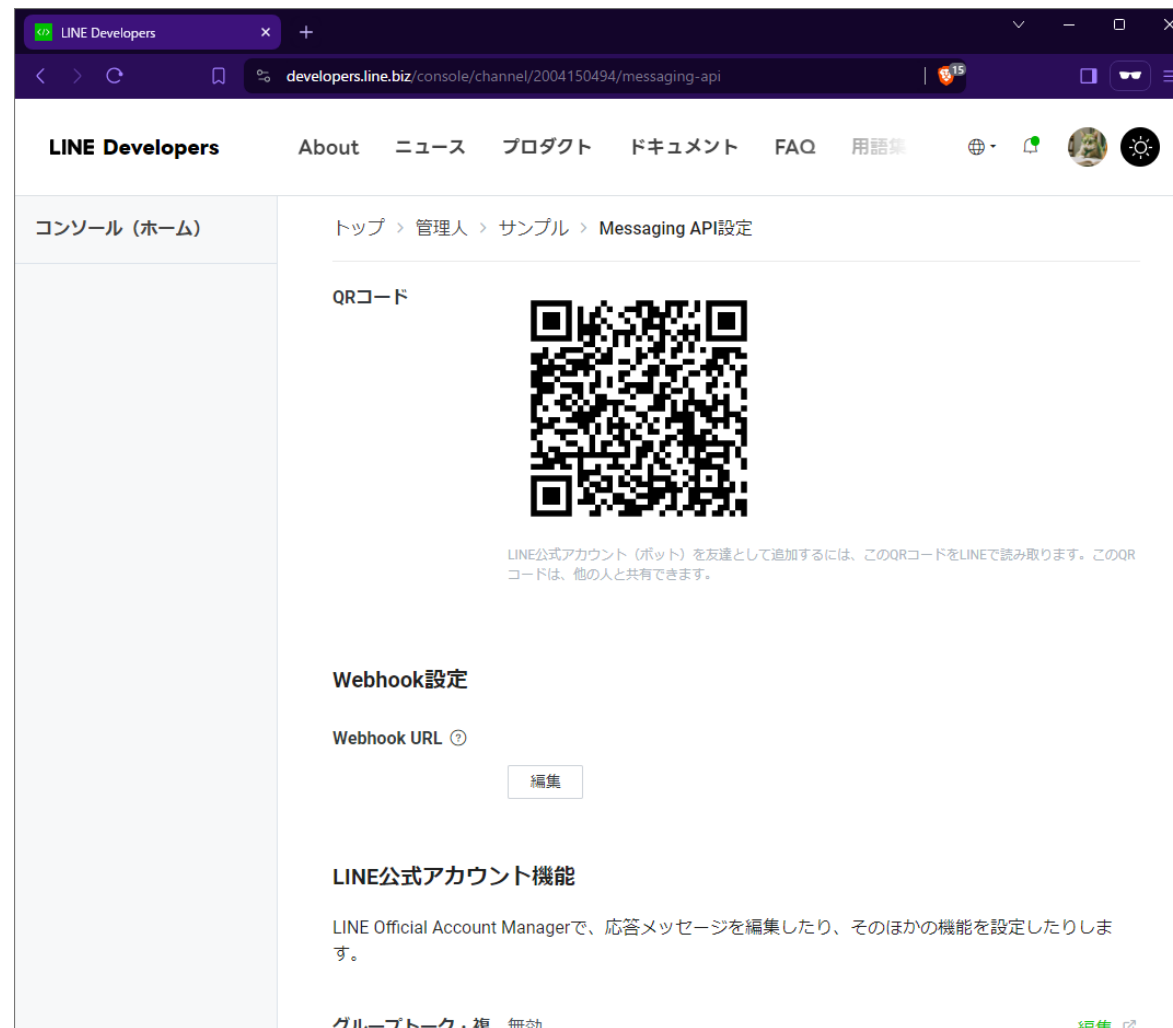 LINE Developers
developers.line.biz/console/channel/2004150494/messaging-api
15
LINE Developers
About ニュース プロダクト ドキュメント FAQ 用語集
コンソール（ホーム）
トップ > 管理人 > サンプル > Messaging API設定
QRコード
LINE公式アカウント（ボット）を友達として追加するには、このQRコードをLINEで読み取ります。このQR
コードは、他の人と共有できます。
Webhook設定
Webhook URL
編集
LINE公式アカウント機能
LINE Official Account Managerで、応答メッセージを編集したり、そのほかの機能を設定したりしま
す。
グループトーク・複 無効 編集